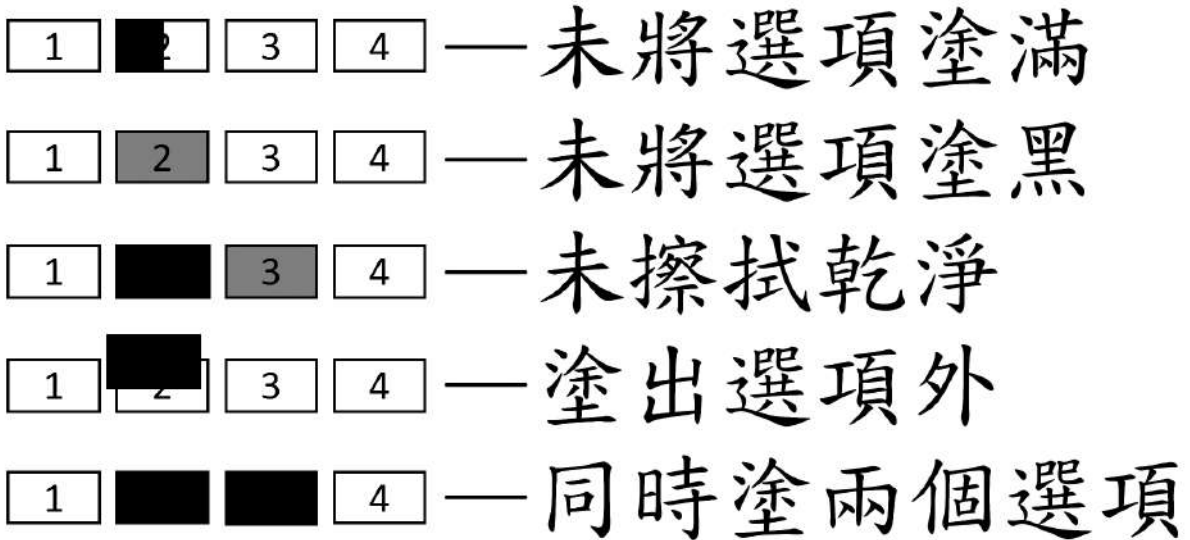 1 2 3 4 — 未將選項塗滿
1 2 3 4 — 未將選項塗黑
1 3 4 — 未擦拭乾淨
1 2 3 4 — 塗出選項外
1 4 — 同時塗兩個選項